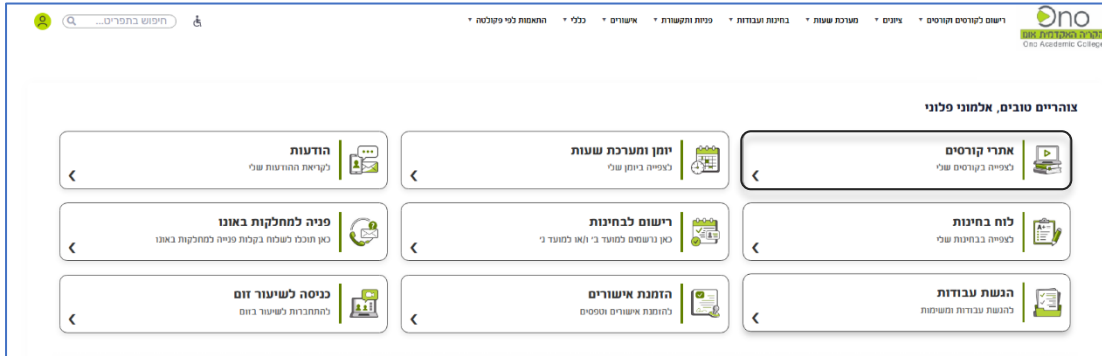 Ono
הקריה האקדמית אונו
Ono Academic College
רישום לקורסים וקורסים
ציונים
מערכת שעות
בחינות ועבודות
פניות ותקשורת
אישורים
כללי
התאמות לפי פקולטה
חיפוש בתפריט...
צוהריים טובים, אלמוני פלוני
אתרי קורסים
לצפייה בקורסים שלי
יומן ומערכת שעות
לצפייה ביומן שלי
הודעות
לקריאת ההודעות שלי
לוח בחינות
לצפייה בבחינות שלי
רישום לבחינות
כאן נרשמים למועד ב' ו/או למועד ג'
פניה למחלקות באונו
כאן תוכלו לשלוח בקלות פנייה למחלקות באונו
הגשת עבודות
להגשת עבודות ומשימות
הזמנת אישורים
להזמנת אישורים וטפסים
כניסה לשיעור זום
להתחברות לשיעור בזום